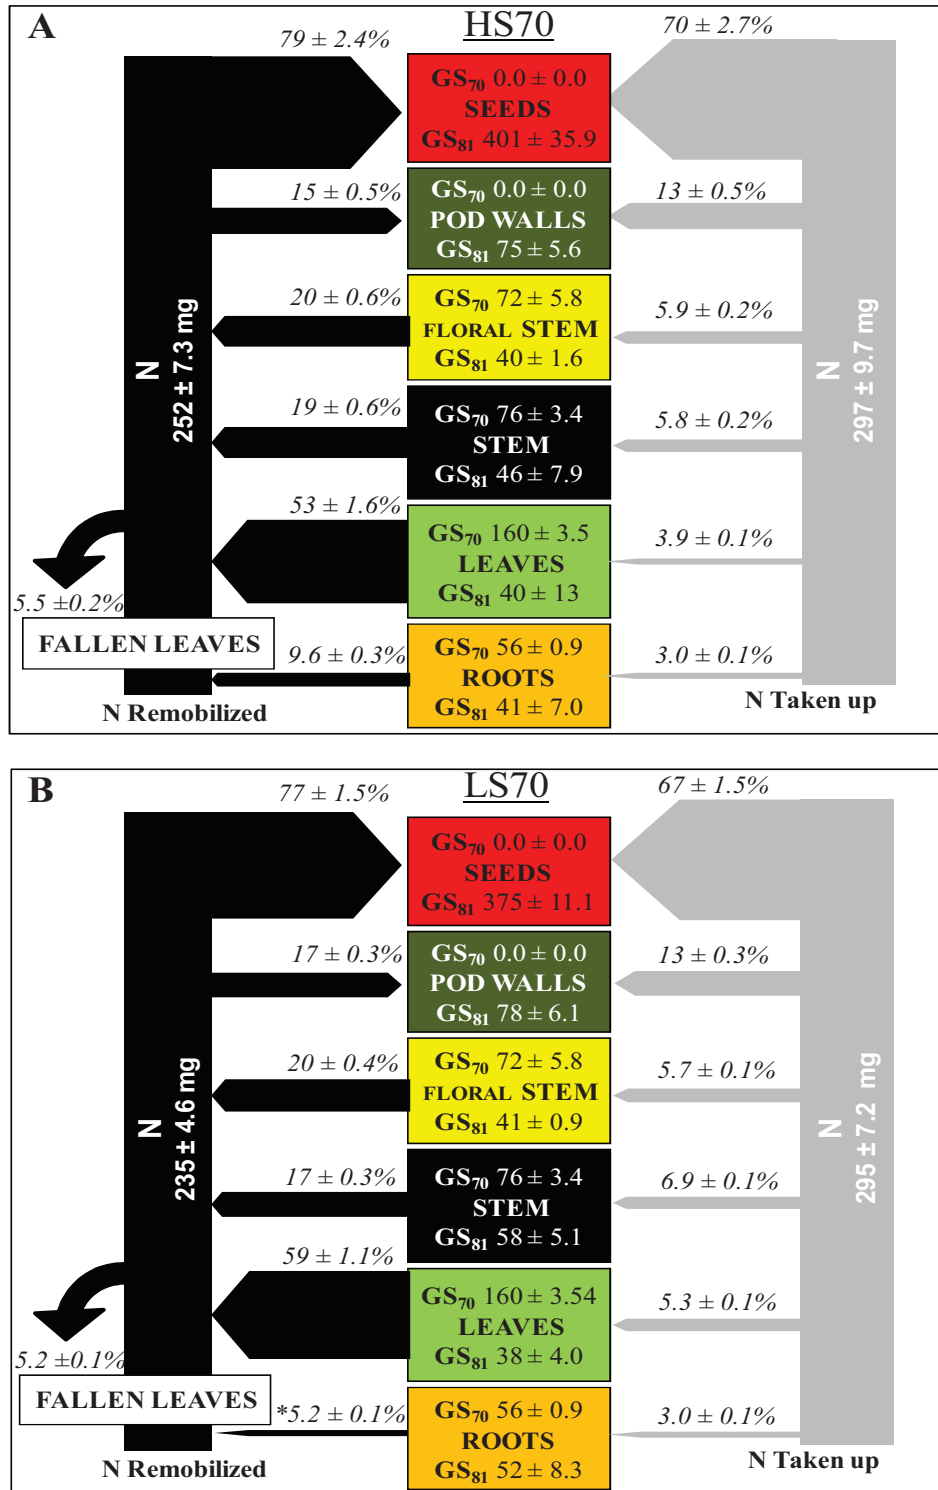 A
HS70
79 ± 2.4%
70 ± 2.7%
GS70 0.0 ± 0.0
SEEDS
GS81 401 ± 35.9
15 ± 0.5%
13 ± 0.5%
GS70 0.0 ± 0.0
POD WALLS
GS81 75 ± 5.6
20 ± 0.6%
5.9 ± 0.2%
GS70 72 ± 5.8
FLORAL STEM
GS81 40 ± 1.6
N
252 ± 7.3 mg
N
297 ± 9.7 mg
19 ± 0.6%
5.8 ± 0.2%
GS70 76 ± 3.4
STEM
GS81 46 ± 7.9
53 ± 1.6%
3.9 ± 0.1%
GS70 160 ± 3.5
LEAVES
GS81 40 ± 13
5.5 ±0.2%
FALLEN LEAVES
9.6 ± 0.3%
3.0 ± 0.1%
GS70 56 ± 0.9
ROOTS
GS81 41 ± 7.0
N Remobilized
N Taken up
B
LS70
77 ± 1.5%
67 ± 1.5%
GS70 0.0 ± 0.0
SEEDS
GS81 375 ± 11.1
17 ± 0.3%
13 ± 0.3%
GS70 0.0 ± 0.0
POD WALLS
GS81 78 ± 6.1
20 ± 0.4%
5.7 ± 0.1%
GS70 72 ± 5.8
FLORAL STEM
GS81 41 ± 0.9
N
235 ± 4.6 mg
N
295 ± 7.2 mg
17 ± 0.3%
6.9 ± 0.1%
GS70 76 ± 3.4
STEM
GS81 58 ± 5.1
59 ± 1.1%
5.3 ± 0.1%
GS70 160 ± 3.54
LEAVES
GS81 38 ± 4.0
5.2 ±0.1%
FALLEN LEAVES
*5.2 ± 0.1%
3.0 ± 0.1%
GS70 56 ± 0.9
ROOTS
GS81 52 ± 8.3
N Remobilized
N Taken up